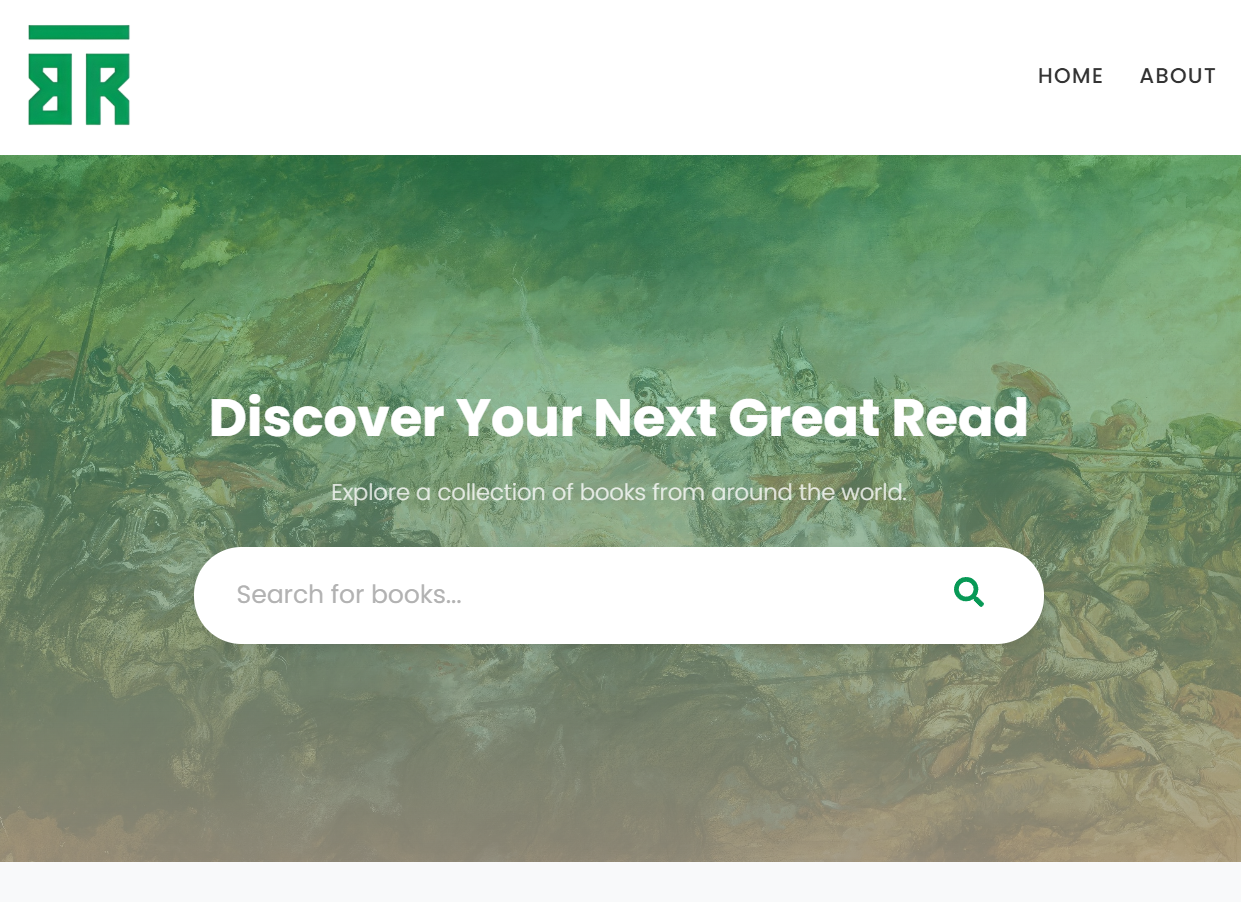 HOME ABOUT
Discover Your Next Great Read
Explore a collection of books from around the world.
Search for books...